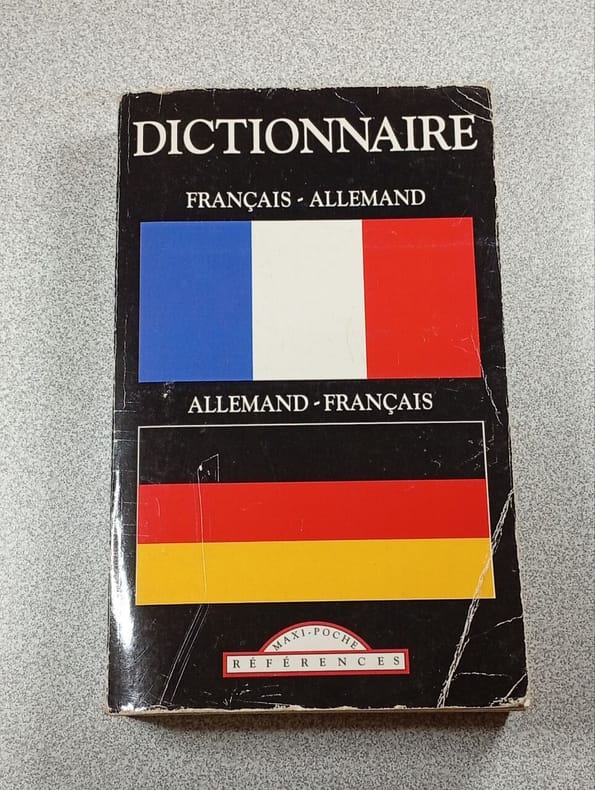 DICTIONNAIRE
FRANÇAIS - ALLEMAND
ALLEMAND - FRANÇAIS
MAXI-POCHE
RÉFÉRENCES